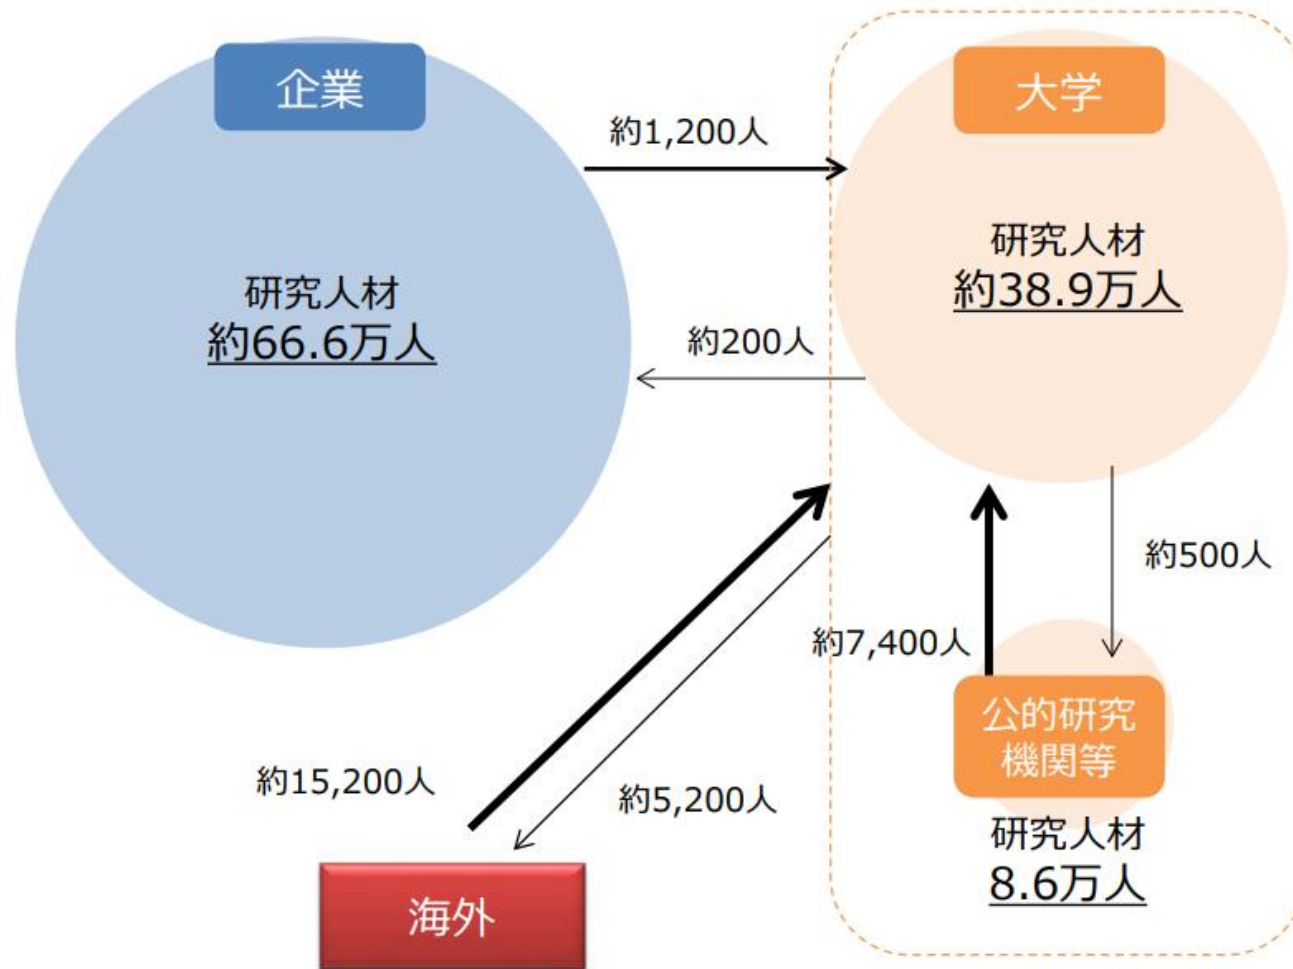 企業
大学
約1,200人
研究人材
約38.9万人
研究人材
約66.6万人
約200人
約500人
約7,400人
公的研究
機関等
約15,200人
約5,200人
研究人材
8.6万人
海外